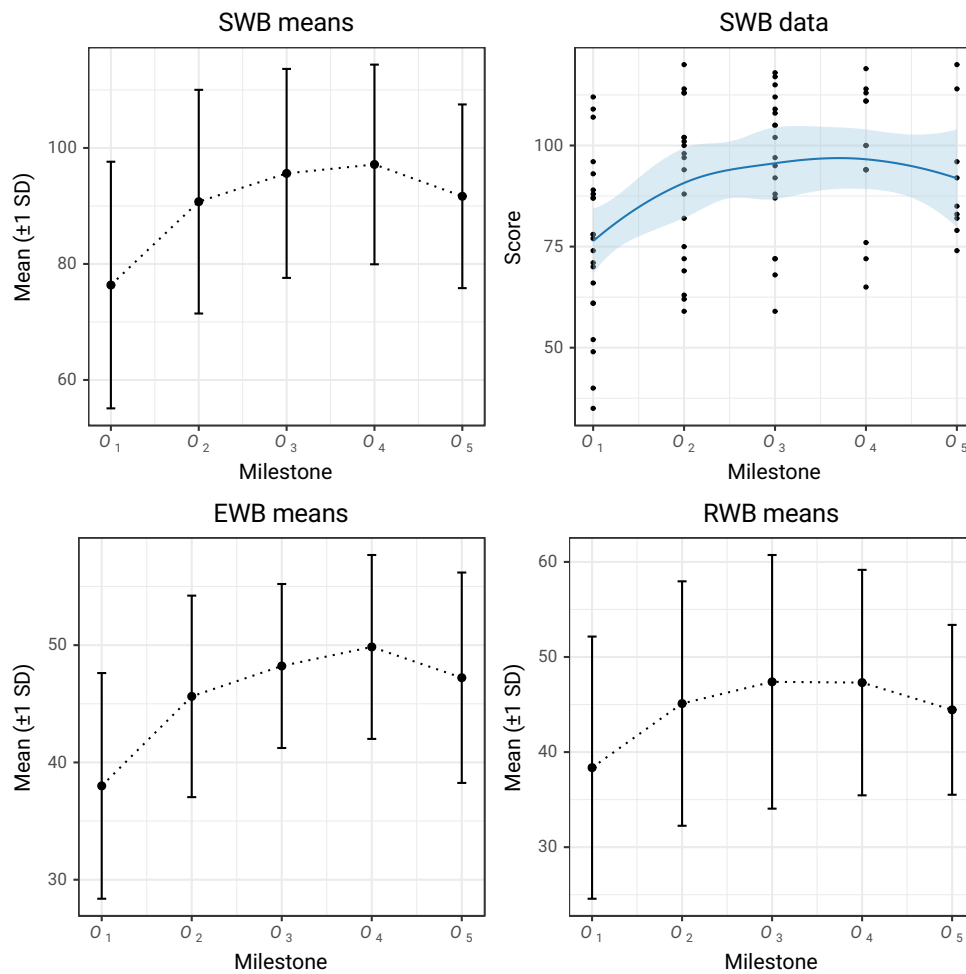 SWB means
Mean (±1 SD)
100
80
60
O 1
O 2
O 3
O 4
O 5
Milestone
SWB data
Score
100
75
50
O 1
O 2
O 3
O 4
O 5
Milestone
EWB means
Mean (±1 SD)
50
40
30
O 1
O 2
O 3
O 4
O 5
Milestone
RWB means
Mean (±1 SD)
60
50
40
30
O 1
O 2
O 3
O 4
O 5
Milestone